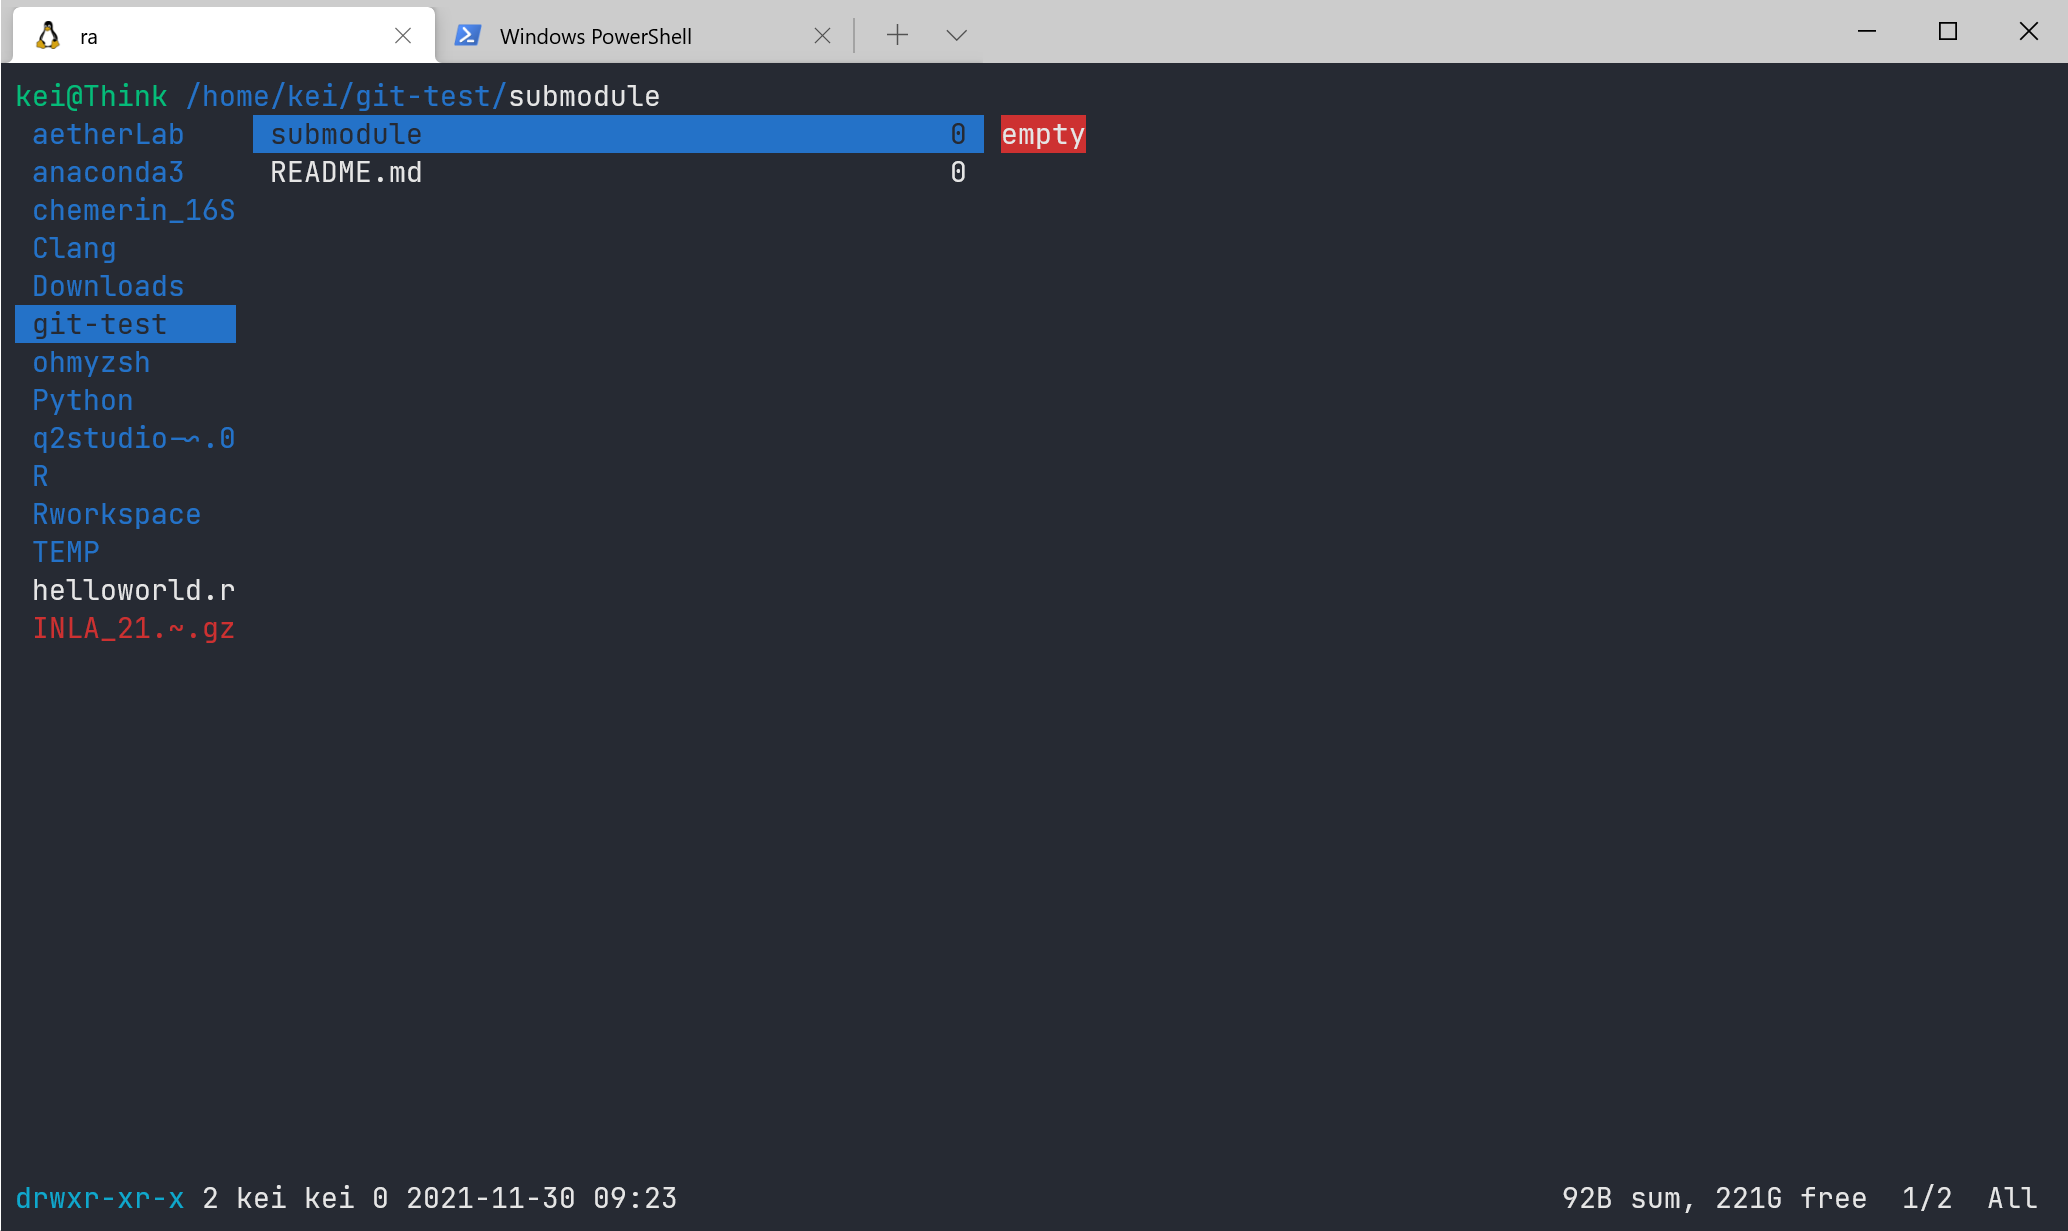 ra Windows PowerShell
kei@Think /home/kei/git-test/submodule
aetherLab submodule 0 empty
anaconda3 README.md 0
chemerin_16S
Clang
Downloads
git-test
ohmyzsh
Python
q2studio-~.0
R
Rworkspace
TEMP
helloworld.r
INLA_21.~.gz
drwxr-xr-x 2 kei kei 0 2021-11-30 09:23 92B sum, 221G free 1/2 All